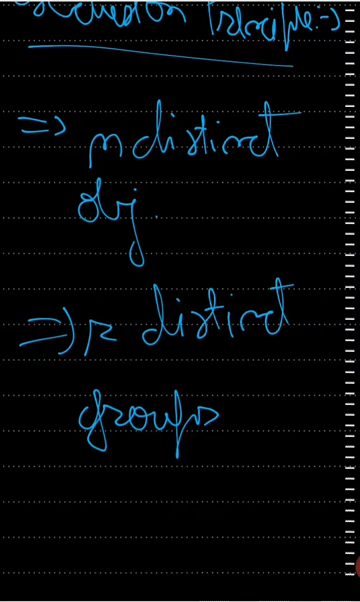 Principle :->
=> n distinct
obj.
=> r distinct
groups